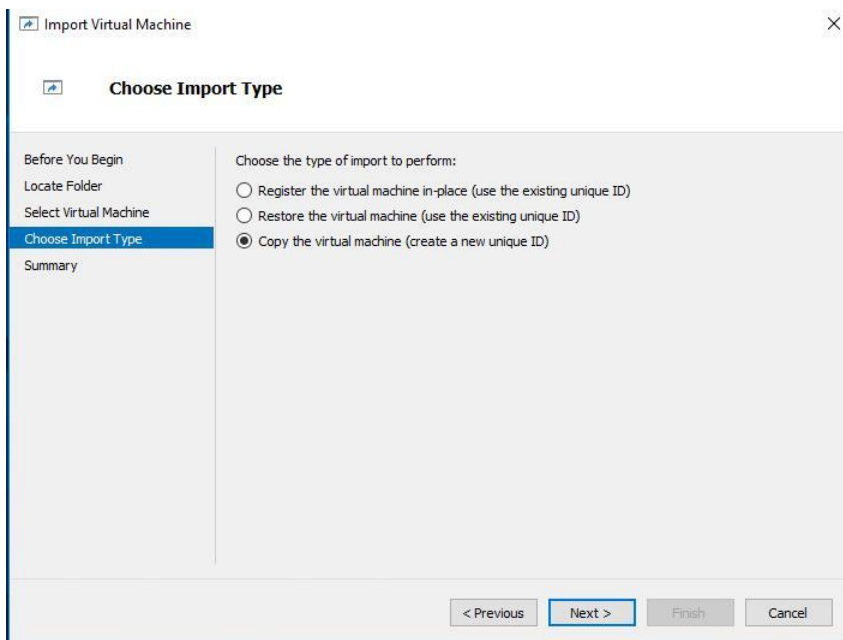 Import Virtual Machine
Choose Import Type
Before You Begin
Locate Folder
Select Virtual Machine
Choose Import Type
Summary
Choose the type of import to perform:
Register the virtual machine in-place (use the existing unique ID)
Restore the virtual machine (use the existing unique ID)
Copy the virtual machine (create a new unique ID)
< Previous
Next >
Finish
Cancel